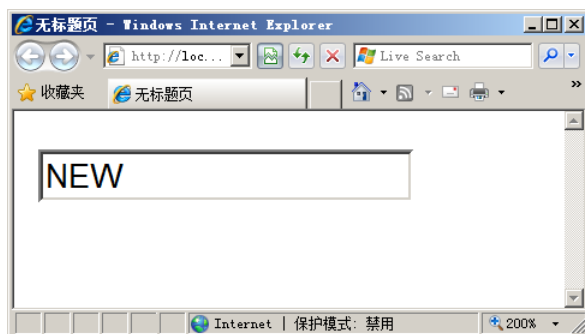 无标题页 - Windows Internet Explorer
http://loc...
Live Search
收藏夹
无标题页
»
NEW
Internet | 保护模式: 禁用
200%